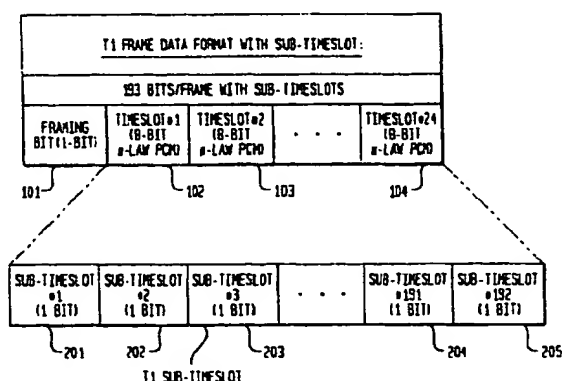 T1 FRAME DATA FORMAT WITH SUB-TIMESLOT:
193 BITS/FRAME WITH SUB-TIMESLOTS
FRAMING
BIT(1-BIT)
TIMESLOT#1
(8-BIT
μ-LAW PCM)
TIMESLOT#2
(8-BIT
μ-LAW PCM)
. . . .
TIMESLOT#24
(8-BIT
μ-LAW PCM)
101
102
103
104
SUB-TIMESLOT
#1
(1 BIT)
SUB-TIMESLOT
#2
(1 BIT)
SUB-TIMESLOT
#3
(1 BIT)
. . . .
SUB-TIMESLOT
#191
(1 BIT)
SUB-TIMESLOT
#192
(1 BIT)
201
202
203
204
205
T1 SUB-TIMESLOT